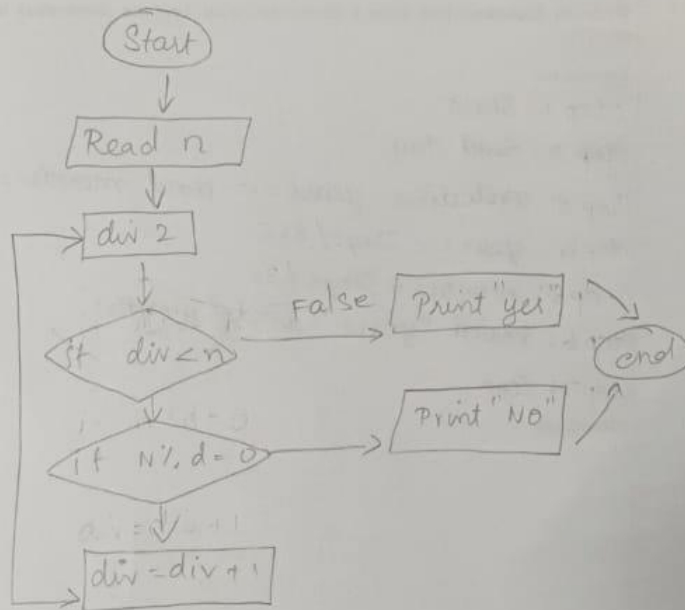 Start
Read n
div 2
If div < n
False
Print "yes"
end
if N % d = 0
Print "NO"
div = div + 1